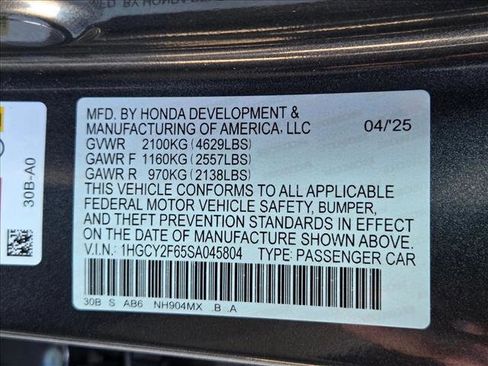 MFD. BY HONDA DEVELOPMENT &
MANUFACTURING OF AMERICA, LLC 04/'25
GVWR 2100KG (4629LBS)
GAWR F 1160KG (2557LBS)
GAWR R 970KG (2138LBS)
THIS VEHICLE CONFORMS TO ALL APPLICABLE
FEDERAL MOTOR VEHICLE SAFETY, BUMPER,
AND THEFT PREVENTION STANDARDS IN EFFECT
ON THE DATE OF MANUFACTURE SHOWN ABOVE.
V.I.N.: 1HGCY2F65SA045804 TYPE: PASSENGER CAR
30B S AB6 NH904MX .B .A
30B-A0